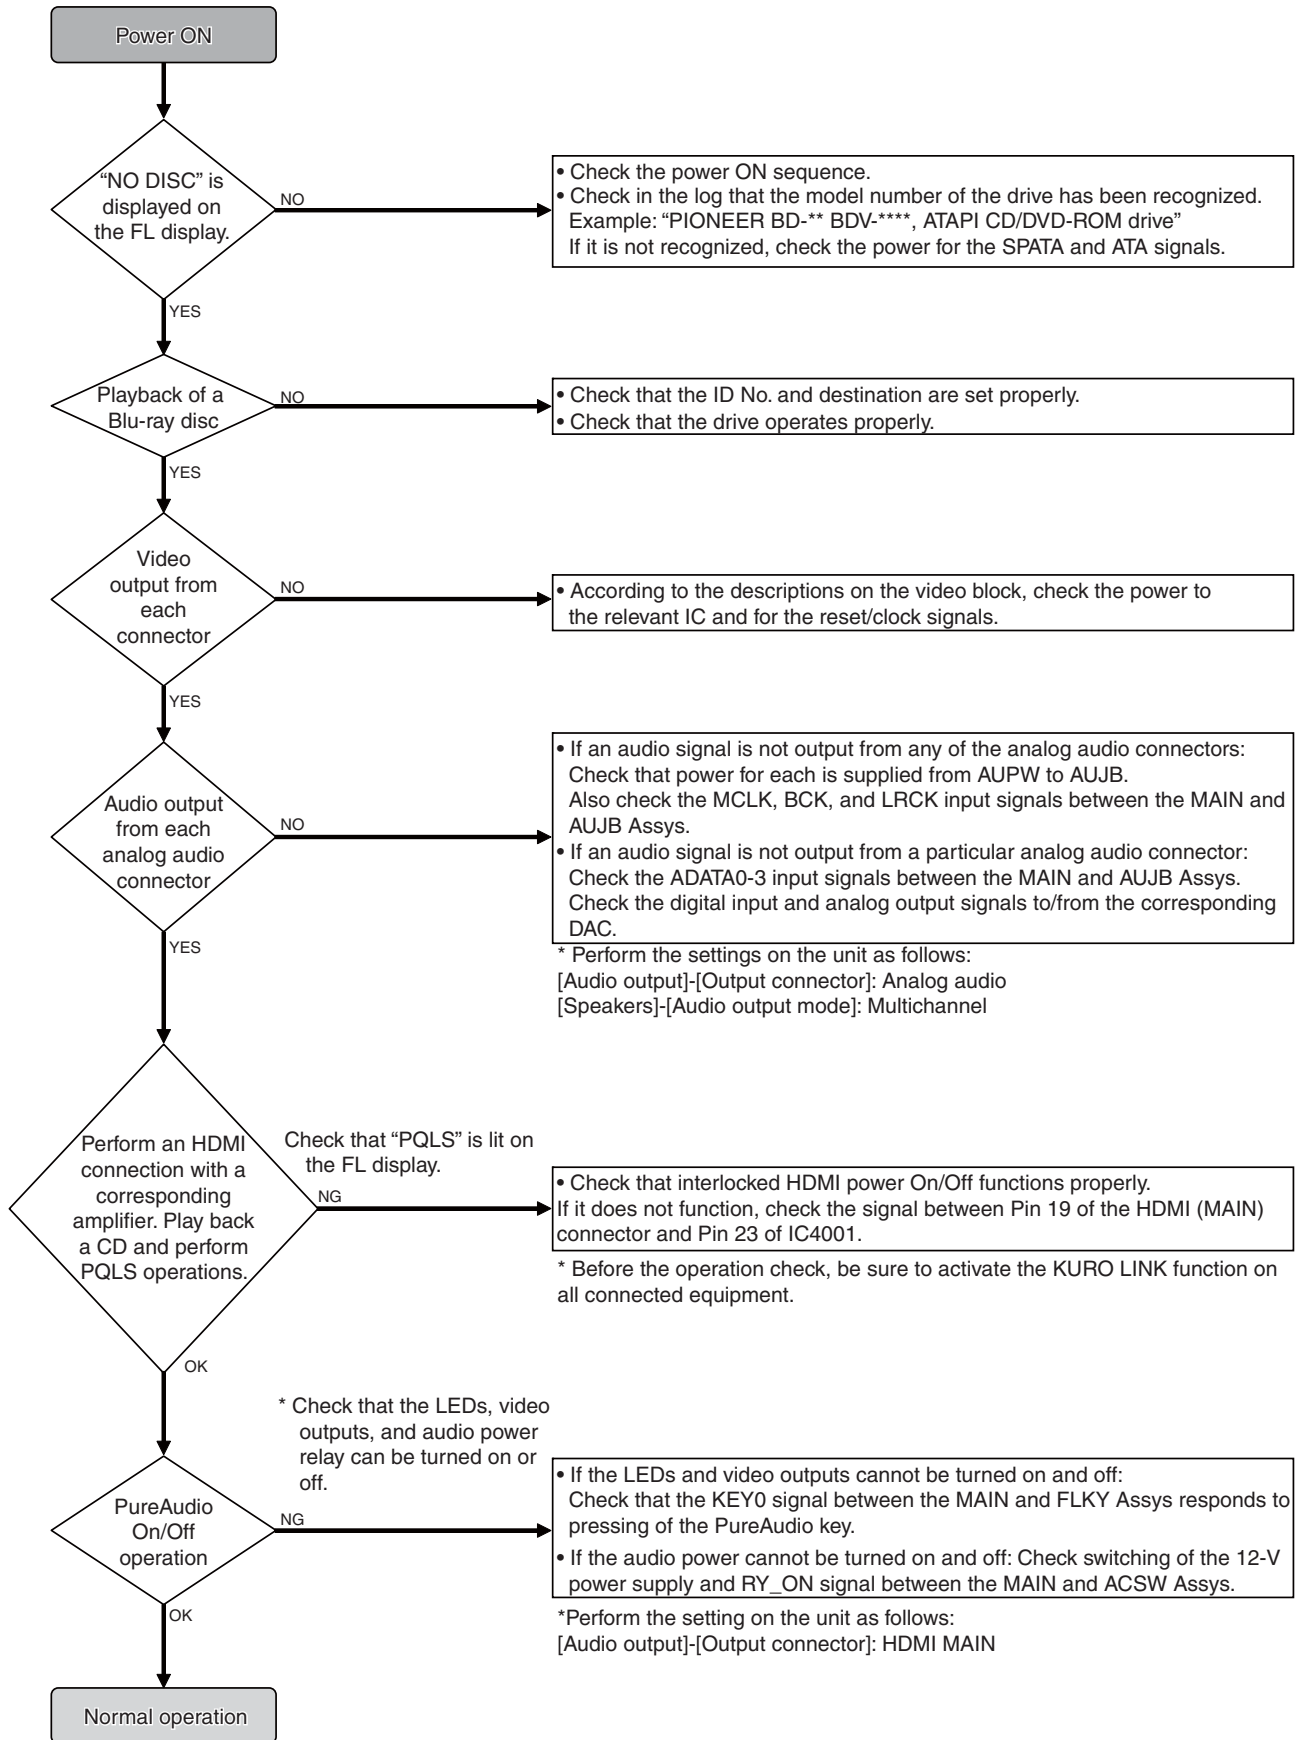 Power ON
“NO DISC” is
displayed on
the FL display.
NO
• Check the power ON sequence.
• Check in the log that the model number of the drive has been recognized.
Example: “PIONEER BD-** BDV-****, ATAPI CD/DVD-ROM drive”
If it is not recognized, check the power for the SPATA and ATA signals.
YES
Playback of a
Blu-ray disc
NO
• Check that the ID No. and destination are set properly.
• Check that the drive operates properly.
YES
Video
output from
each
connector
NO
• According to the descriptions on the video block, check the power to
the relevant IC and for the reset/clock signals.
YES
Audio output
from each
analog audio
connector
NO
• If an audio signal is not output from any of the analog audio connectors:
Check that power for each is supplied from AUPW to AUJB.
Also check the MCLK, BCK, and LRCK input signals between the MAIN and
AUJB Assys.
• If an audio signal is not output from a particular analog audio connector:
Check the ADATA0-3 input signals between the MAIN and AUJB Assys.
Check the digital input and analog output signals to/from the corresponding
DAC.
* Perform the settings on the unit as follows:
[Audio output]-[Output connector]: Analog audio
[Speakers]-[Audio output mode]: Multichannel
YES
Perform an HDMI
connection with a
corresponding
amplifier. Play back
a CD and perform
PQLS operations.
Check that “PQLS” is lit on
the FL display.
NG
• Check that interlocked HDMI power On/Off functions properly.
If it does not function, check the signal between Pin 19 of the HDMI (MAIN)
connector and Pin 23 of IC4001.
* Before the operation check, be sure to activate the KURO LINK function on
all connected equipment.
OK
* Check that the LEDs, video
outputs, and audio power
relay can be turned on or
off.
PureAudio
On/Off
operation
NG
• If the LEDs and video outputs cannot be turned on and off:
Check that the KEY0 signal between the MAIN and FLKY Assys responds to
pressing of the PureAudio key.
• If the audio power cannot be turned on and off: Check switching of the 12-V
power supply and RY_ON signal between the MAIN and ACSW Assys.
*Perform the setting on the unit as follows:
[Audio output]-[Output connector]: HDMI MAIN
OK
Normal operation